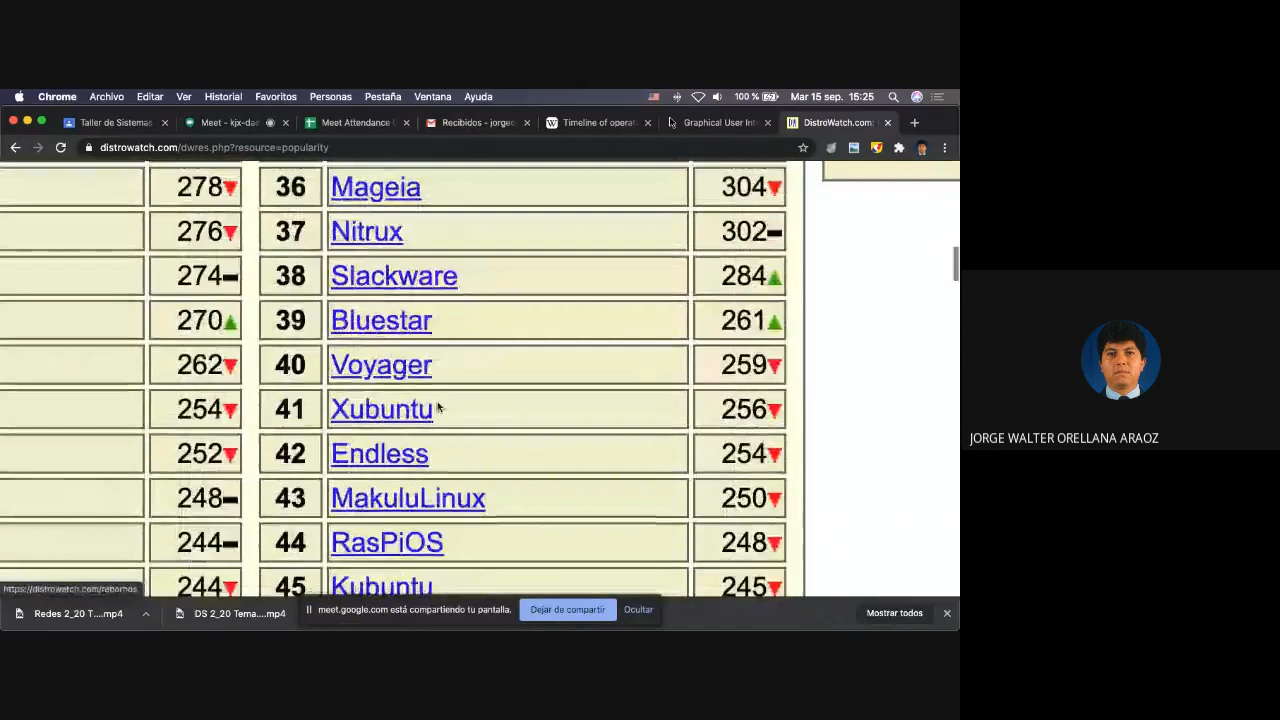 Chrome Archivo Editar Ver Historial Favoritos Personas Pestaña Ventana Ayuda 100 % Mar 15 sep. 15:25
Taller de Sistemas Meet - kjx-dac Meet Attendance Recibidos - jorgeo Timeline of operat Graphical User Int DistroWatch.com:
distrowatch.com/dwres.php?resource=popularity
278 36 Mageia 304
276 37 Nitrux 302
274 38 Slackware 284
270 39 Bluestar 261
262 40 Voyager 259
254 41 Xubuntu 256
252 42 Endless 254
248 43 MakuluLinux 250
244 44 RasPiOS 248
244 45 Kubuntu 245
https://distrowatch.com/rebornos
Redes 2_20 T....mp4 DS 2_20 Tema....mp4 meet.google.com está compartiendo tu pantalla. Dejar de compartir Ocultar Mostrar todos
JORGE WALTER ORELLANA ARAOZ